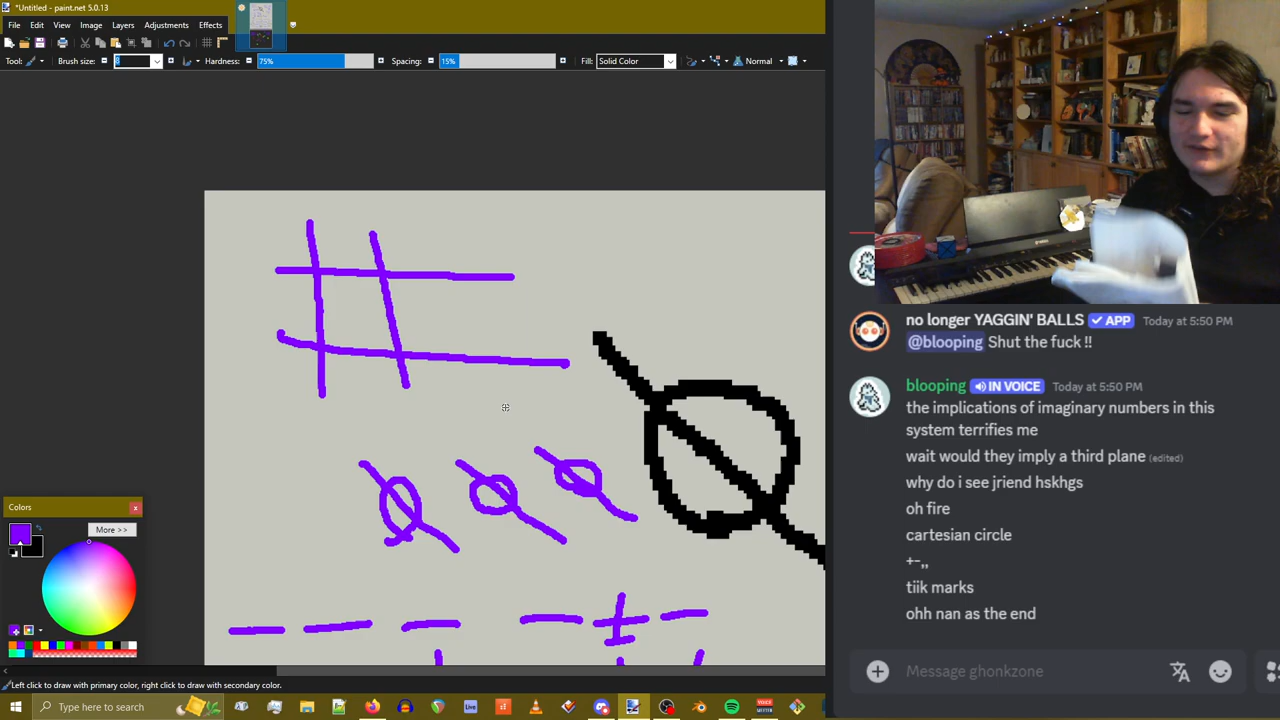 *Untitled - paint.net 5.0.13
File Edit View Image Layers Adjustments Effects
Tool: Brush size: Hardness: 75% Spacing: 15% Fill: Solid Color Normal
no longer YAGGIN' BALLS APP Today at 5:50 PM
@blooping Shut the fuck !!
blooping IN VOICE Today at 5:50 PM
the implications of imaginary numbers in this
system terrifies me
wait would they imply a third plane (edited)
why do i see jriend hskhgs
oh fire
cartesian circle
+-,,
tiik marks
ohh nan as the end
Colors
More >>
Message ghonkzone
Left click to draw with primary color, right click to draw with secondary color.
Type here to search
Live